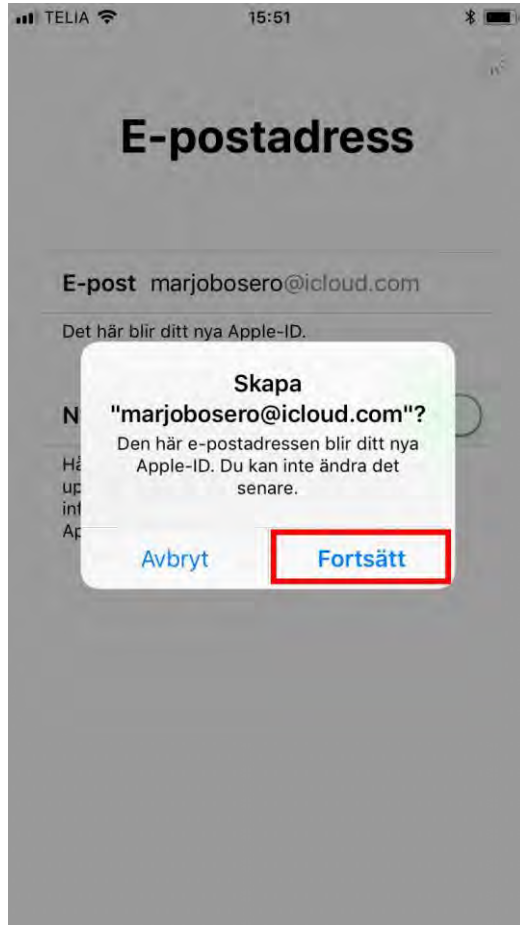 TELIA 15:51
E-postadress
E-post marjobosero@icloud.com
Det här blir ditt nya Apple-ID.
Skapa
"marjobosero@icloud.com"?
Den här e-postadressen blir ditt nya
Apple-ID. Du kan inte ändra det
senare.
Avbryt Fortsätt